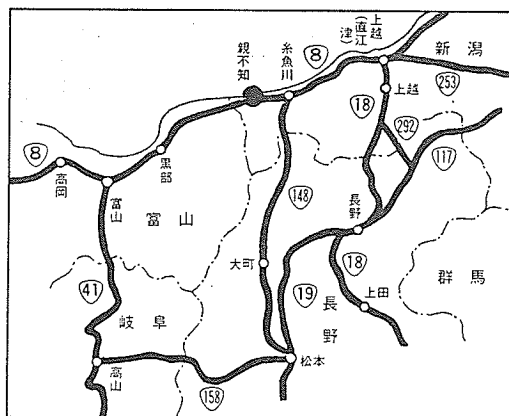 上越
(直江津)
新潟
8
糸魚川
親不知
253
18
上越
292
117
8
黒部
高岡
富山
富山
148
長野
18
群馬
大町
41
19
長野
上田
岐阜
高山
松本
158